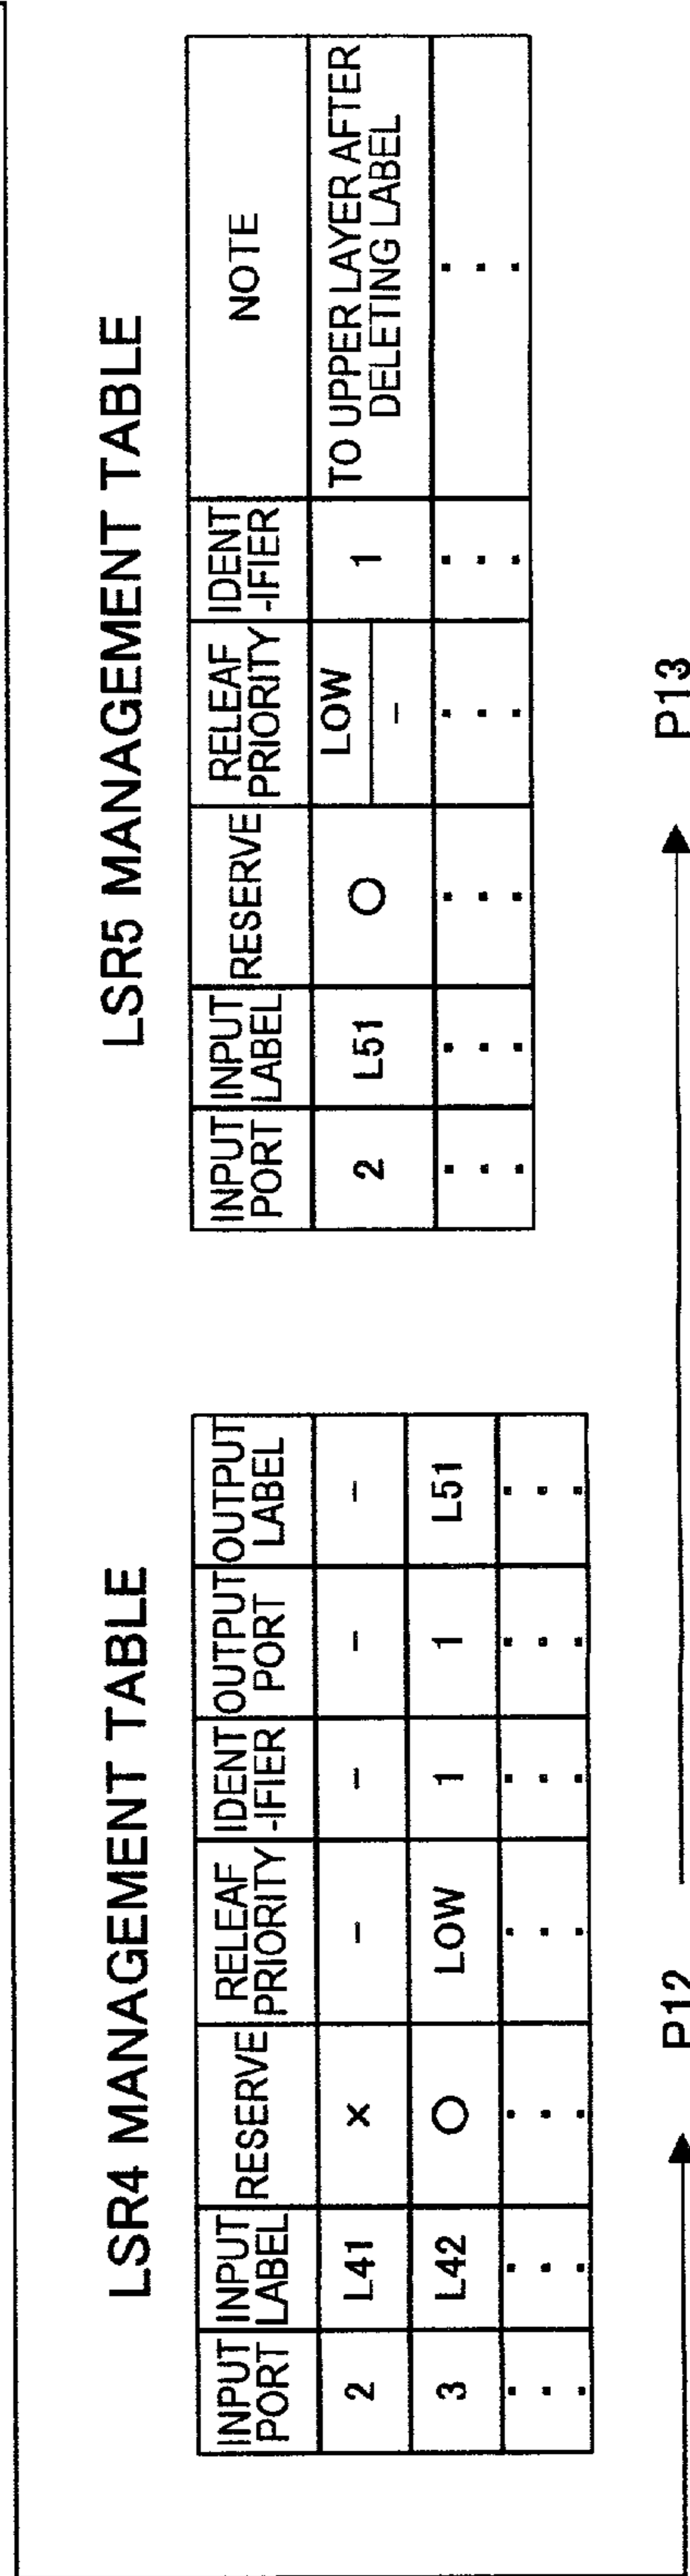 LSR4 MANAGEMENT TABLE
INPUT PORT INPUT LABEL RESERVE RELEAF PRIORITY IDENT -IFIER OUTPUT PORT OUTPUT LABEL
2 L41 × - - - -
3 L42 ○ LOW 1 1 L51
. . . . . . . . . . . . . . . . . . . . .
LSR5 MANAGEMENT TABLE
INPUT PORT INPUT LABEL RESERVE RELEAF PRIORITY IDENT -IFIER NOTE
2 L51 ○ LOW - 1 TO UPPER LAYER AFTER DELETING LABEL
. . . . . . . . . . . . . . . . . .
P12
P13